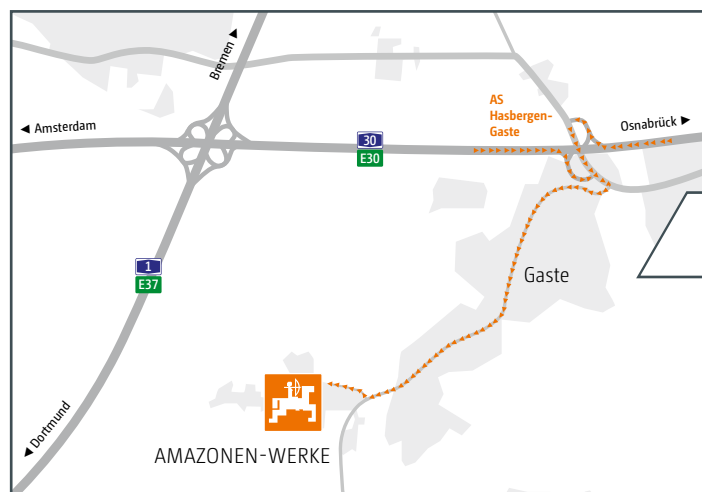 Bremen
AS
Hasbergen-
Gaste
Osnabrück
Amsterdam
30
E30
1
E37
Gaste
Dortmund
AMAZONEN-WERKE